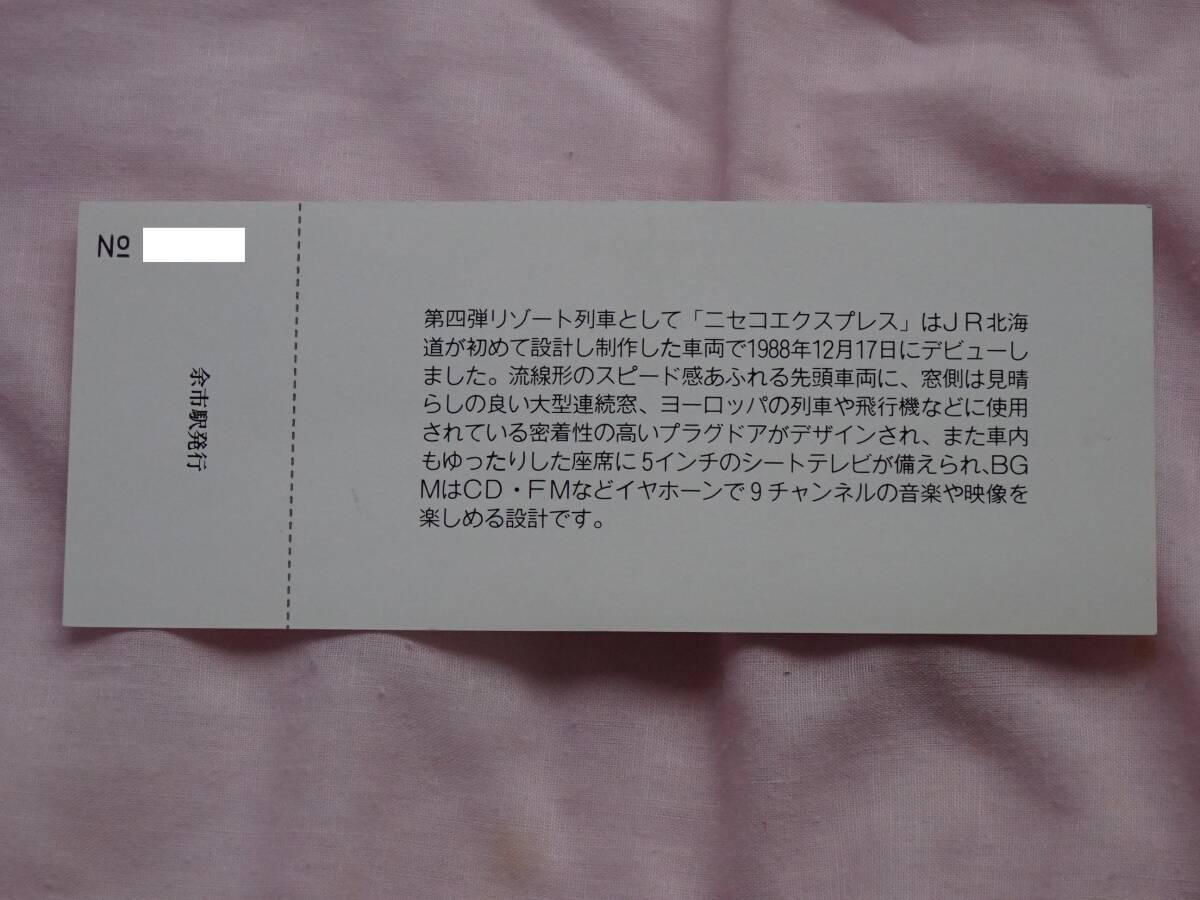 №
余市駅発行
第四弾リゾート列車として「ニセコエクスプレス」はJR北海
道が初めて設計し制作した車両で1988年12月17日にデビューし
ました。流線形のスピード感あふれる先頭車両に、窓側は見晴
らしの良い大型連続窓、ヨーロッパの列車や飛行機などに使用
されている密着性の高いプラグドアがデザインされ、また車内
もゆったりした座席に5インチのシートテレビが備えられ、BG
MはCD・FMなどイヤホーンで9チャンネルの音楽や映像を
楽しめる設計です。